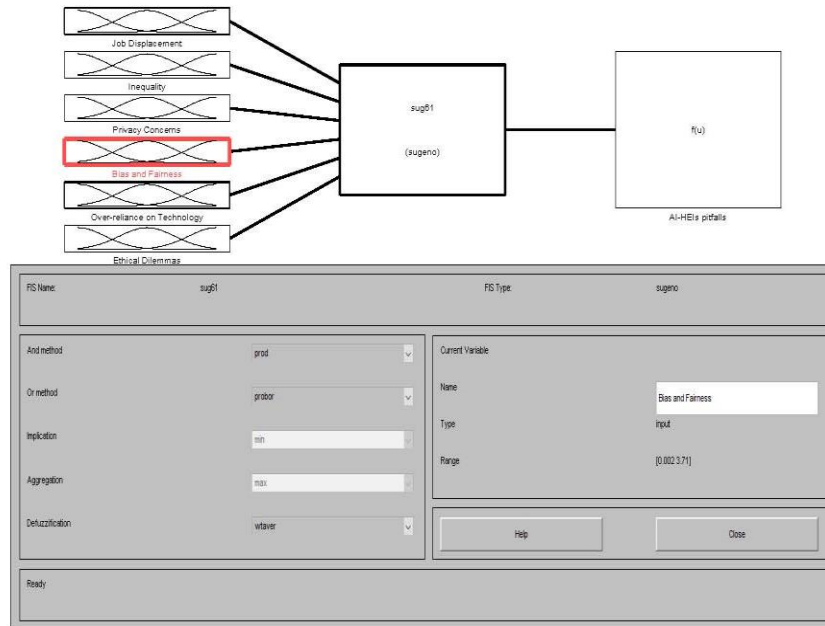 Job Displacement
Inequality
Privacy Concerns
Bias and Fairness
Over-reliance on Technology
Ethical Dilemmas
sug61
(sugeno)
f(u)
AI-HEIs pitfalls
FIS Name: sug61 FIS Type: sugeno
And method prod
Or method probor
Implication min
Aggregation max
Defuzzification wtaver
Current Variable
Name Bias and Fairness
Type input
Range [0.002 3.71]
Help Close
Ready